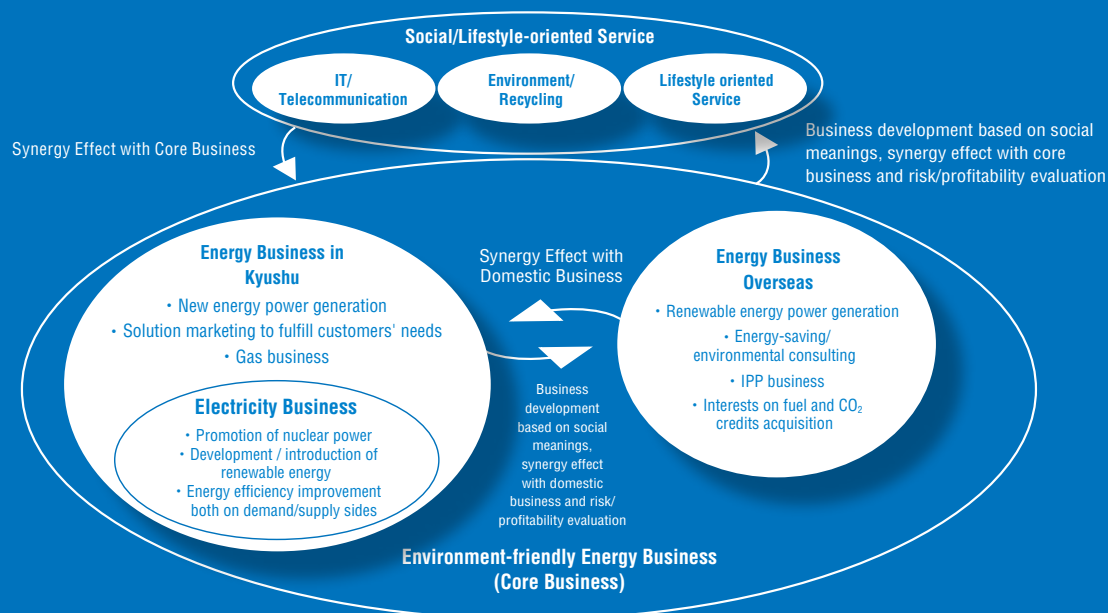 Social/Lifestyle-oriented Service
IT/
Telecommunication
Environment/
Recycling
Lifestyle oriented
Service
Synergy Effect with Core Business
Business development based on social
meanings, synergy effect with core
business and risk/profitability evaluation
Energy Business in
Kyushu
• New energy power generation
• Solution marketing to fulfill customers' needs
• Gas business
Electricity Business
• Promotion of nuclear power
• Development / introduction of
renewable energy
• Energy efficiency improvement
both on demand/supply sides
Synergy Effect with
Domestic Business
Business
development
based on social
meanings,
synergy effect
with domestic
business and risk/
profitability evaluation
Energy Business
Overseas
• Renewable energy power generation
• Energy-saving/
environmental consulting
• IPP business
• Interests on fuel and CO₂
credits acquisition
Environment-friendly Energy Business
(Core Business)